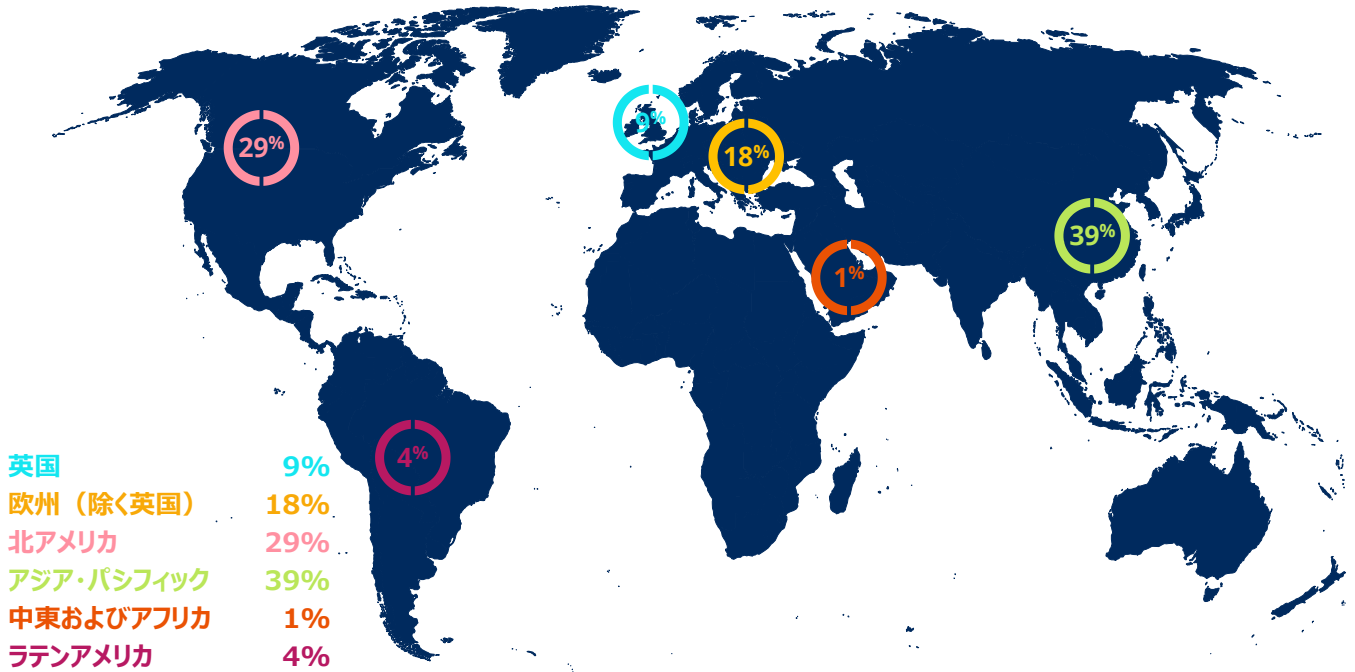 29%
9%
18%
39%
1%
4%
英国 9%
欧州（除く英国） 18%
北アメリカ 29%
アジア・パシフィック 39%
中東およびアフリカ 1%
ラテンアメリカ 4%